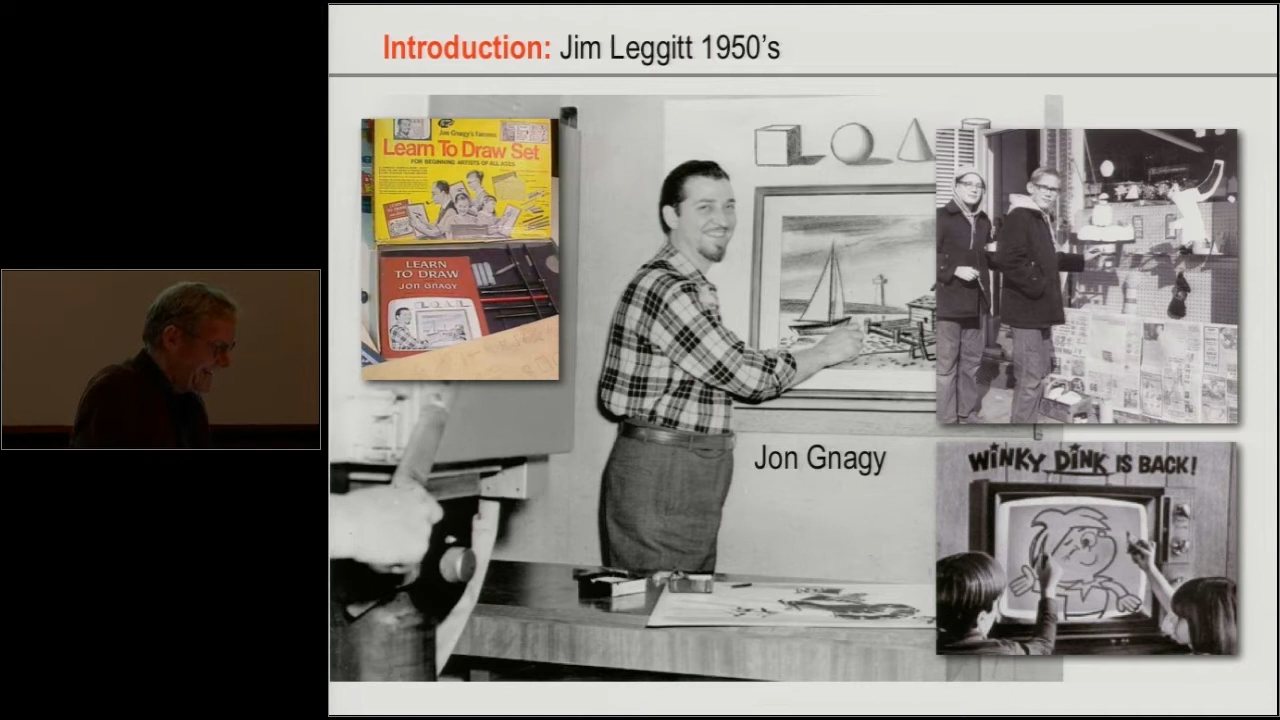 Introduction: Jim Leggitt 1950's
Jon Gnagy's Famous
Learn To Draw Set
FOR BEGINNING ARTISTS OF ALL AGES
LEARN
TO DRAW
JON GNAGY
Jon Gnagy
WINKY DINK IS BACK!